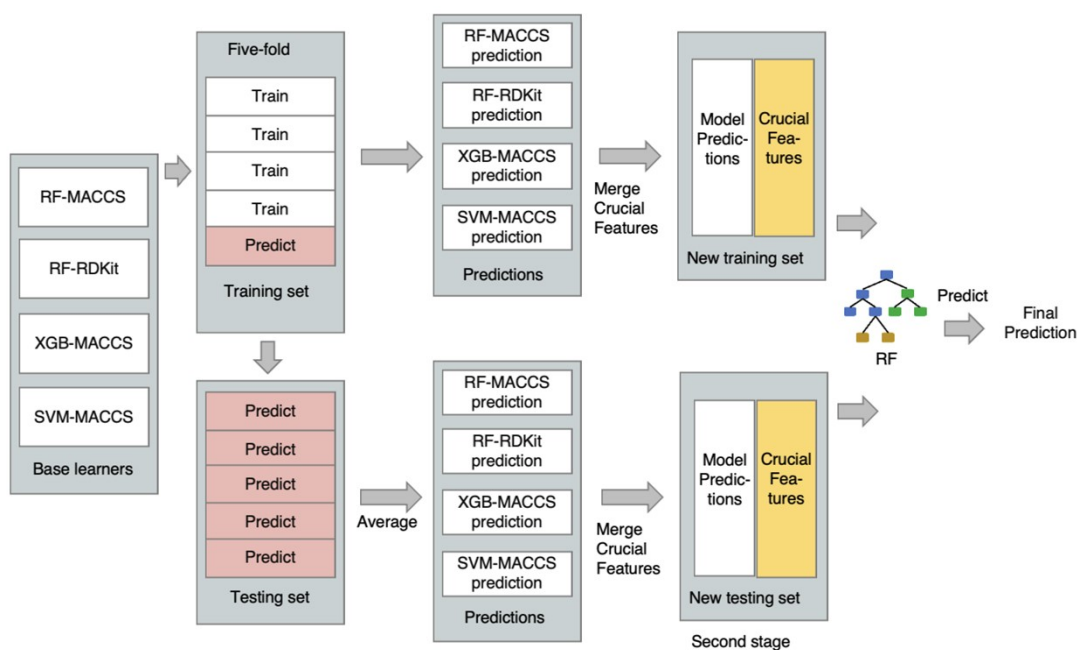 RF-MACCS
RF-RDKit
XGB-MACCS
SVM-MACCS
Base learners
Five-fold
Train
Train
Train
Train
Predict
Training set
Predict
Predict
Predict
Predict
Predict
Testing set
Average
RF-MACCS
prediction
RF-RDKit
prediction
XGB-MACCS
prediction
SVM-MACCS
prediction
Predictions
Merge
Crucial
Features
Model
Predic-
tions
Crucial
Fea-
tures
New training set
RF-MACCS
prediction
RF-RDKit
prediction
XGB-MACCS
prediction
SVM-MACCS
prediction
Predictions
Merge
Crucial
Features
Model
Predic-
tions
Crucial
Fea-
tures
New testing set
Second stage
RF
Predict
Final
Prediction